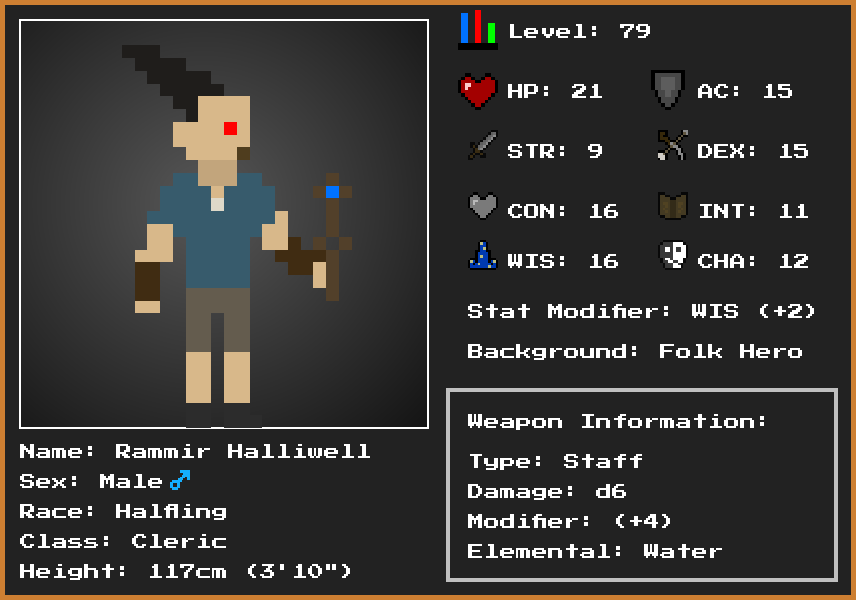 Level: 79
HP: 21
AC: 15
STR: 9
DEX: 15
CON: 16
INT: 11
WIS: 16
CHA: 12
Stat Modifier: WIS (+2)
Background: Folk Hero
Weapon Information:
Type: Staff
Damage: d6
Modifier: (+4)
Elemental: Water
Name: Rammir Halliwell
Sex: Male♂
Race: Halfling
Class: Cleric
Height: 117cm (3'10")